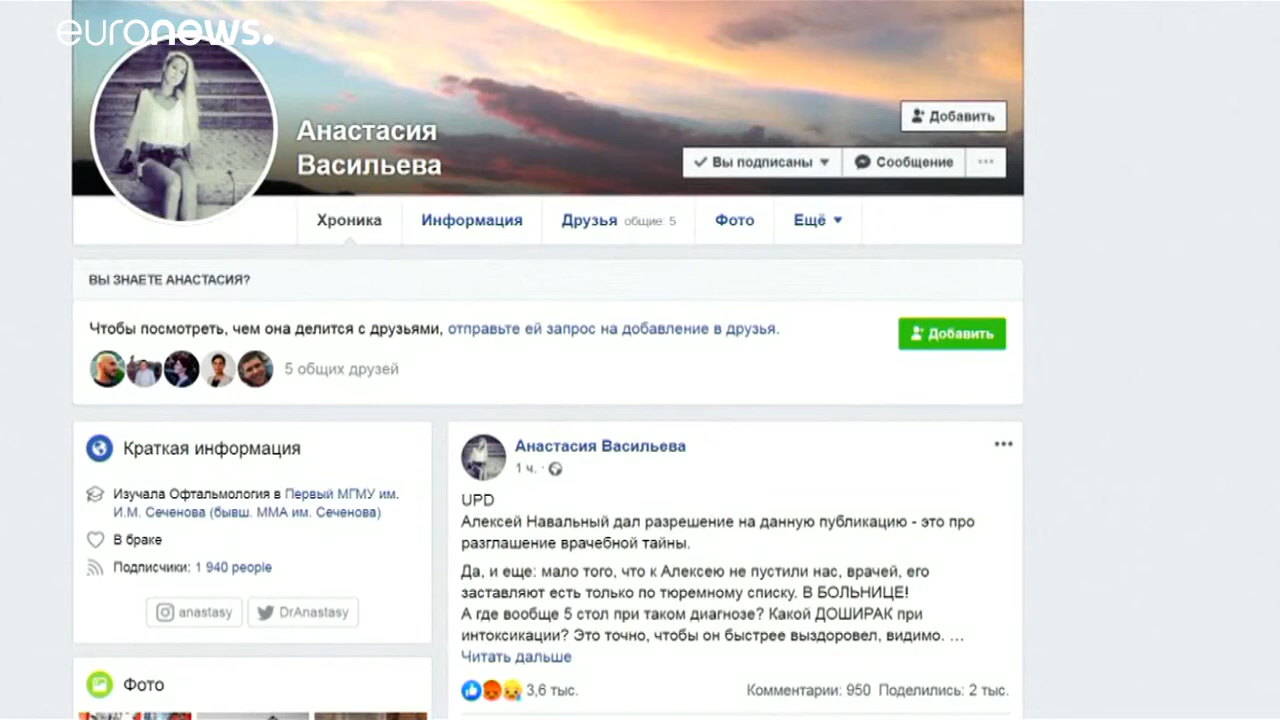 euronews.
Анастасия
Васильева
Добавить
Вы подписаны
Сообщение
Хроника
Информация
Друзья общие: 5
Фото
Ещё
ВЫ ЗНАЕТЕ АНАСТАСИЯ?
Чтобы посмотреть, чем она делится с друзьями, отправьте ей запрос на добавление в друзья.
Добавить
5 общих друзей
Краткая информация
Изучала Офтальмология в Первый МГМУ им.
И.М. Сеченова (бывш. ММА им. Сеченова)
В браке
Подписчики: 1 940 people
anastasy
DrAnastasy
Фото
Анастасия Васильева
1 ч. ·
UPD
Алексей Навальный дал разрешение на данную публикацию - это про
разглашение врачебной тайны.
Да, и еще: мало того, что к Алексею не пустили нас, врачей, его
заставляют есть только по тюремному списку. В БОЛЬНИЦЕ!
А где вообще 5 стол при таком диагнозе? Какой ДОШИРАК при
интоксикации? Это точно, чтобы он быстрее выздоровел, видимо. ...
Читать дальше
3,6 тыс.
Комментарии: 950 Поделились: 2 тыс.